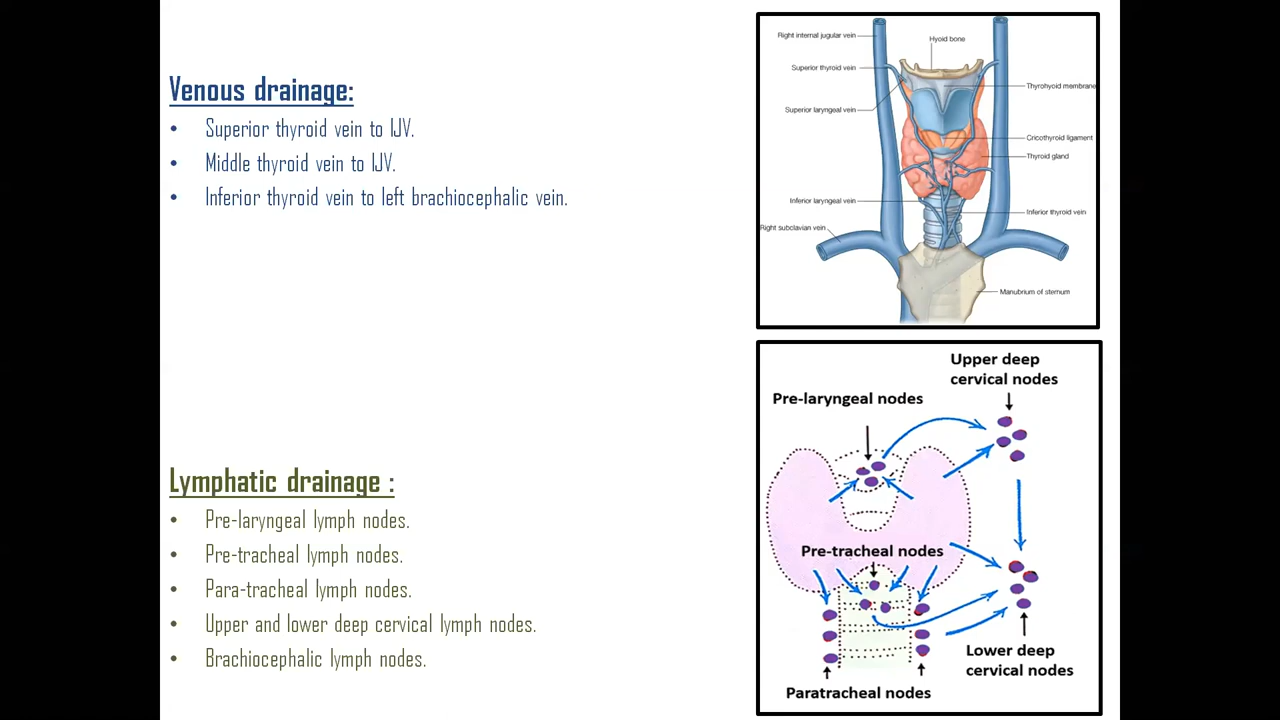 Venous drainage:
• Superior thyroid vein to IJV.
• Middle thyroid vein to IJV.
• Inferior thyroid vein to left brachiocephalic vein.
Right internal jugular vein
Hyoid bone
Superior thyroid vein
Thyrohyoid membrane
Superior laryngeal vein
Cricothyroid ligament
Thyroid gland
Inferior laryngeal vein
Inferior thyroid vein
Right subclavian vein
Manubrium of sternum
Lymphatic drainage :
• Pre-laryngeal lymph nodes.
• Pre-tracheal lymph nodes.
• Para-tracheal lymph nodes.
• Upper and lower deep cervical lymph nodes.
• Brachiocephalic lymph nodes.
Upper deep
cervical nodes
Pre-laryngeal nodes
Pre-tracheal nodes
Lower deep
cervical nodes
Paratracheal nodes